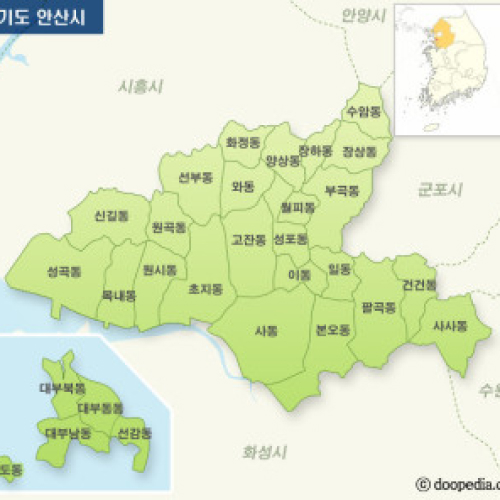 기도 안산시
안양시
시흥시
군포시
수원
화성시
수암동
화정동
양상동
장하동
장상동
선부동
와동
부곡동
월피동
신길동
원곡동
고잔동
성포동
성곡동
목내동
원시동
초지동
이동
일동
건건동
팔곡동
사동
본오동
사사동
대부북동
대부동동
대부남동
선감동
도동
ⓒ doopedia.c